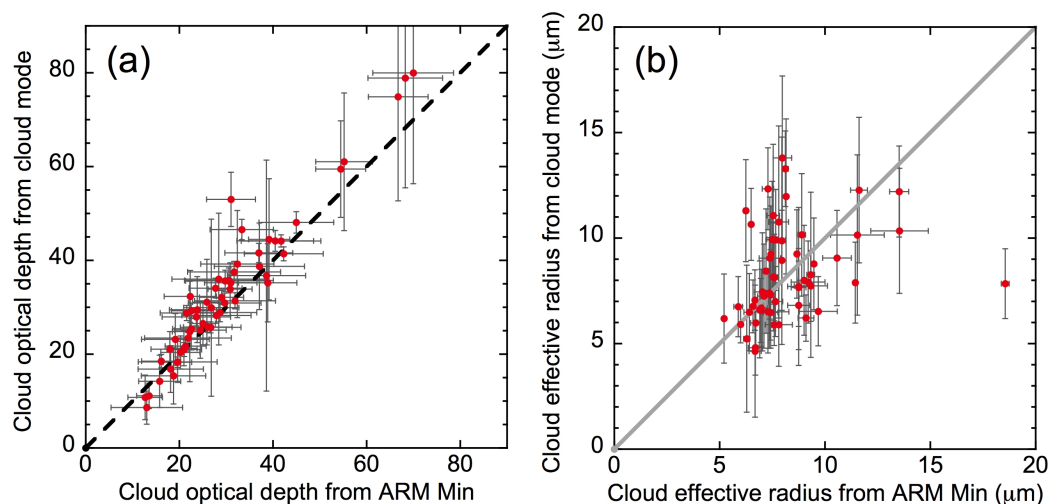 (a)
Cloud optical depth from cloud mode
80
60
40
20
0
0 20 40 60 80
Cloud optical depth from ARM Min
(b)
Cloud effective radius from cloud mode (μm)
20
15
10
5
0
0 5 10 15 20
Cloud effective radius from ARM Min (μm)